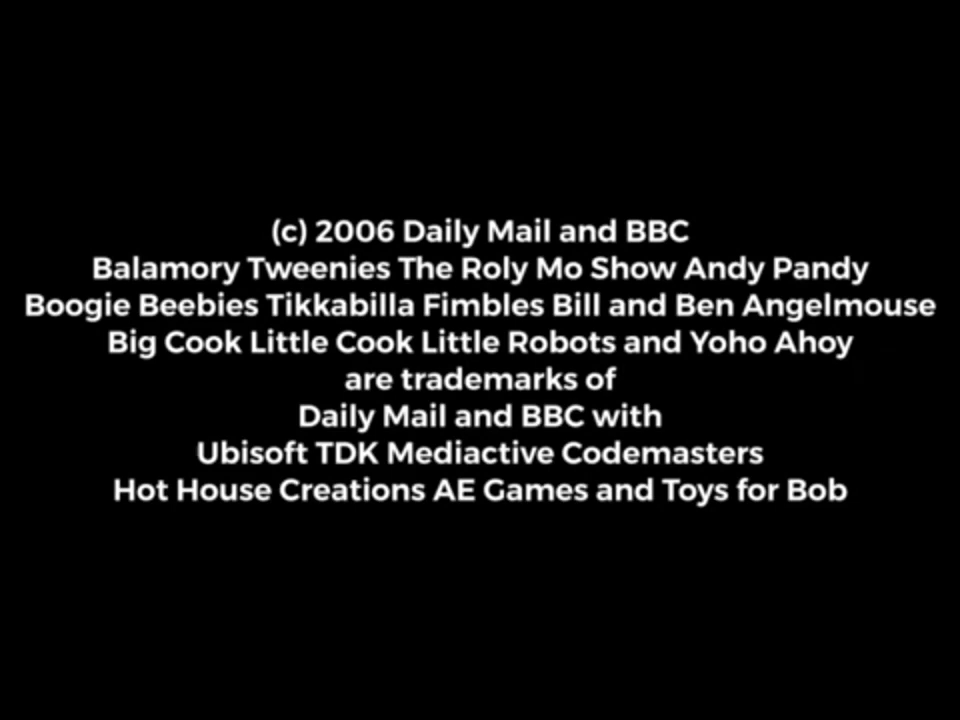 (c) 2006 Daily Mail and BBC
Balamory Tweenies The Roly Mo Show Andy Pandy
Boogie Beebies Tikkabilla Fimbles Bill and Ben Angelmouse
Big Cook Little Cook Little Robots and Yoho Ahoy
are trademarks of
Daily Mail and BBC with
Ubisoft TDK Mediactive Codemasters
Hot House Creations AE Games and Toys for Bob